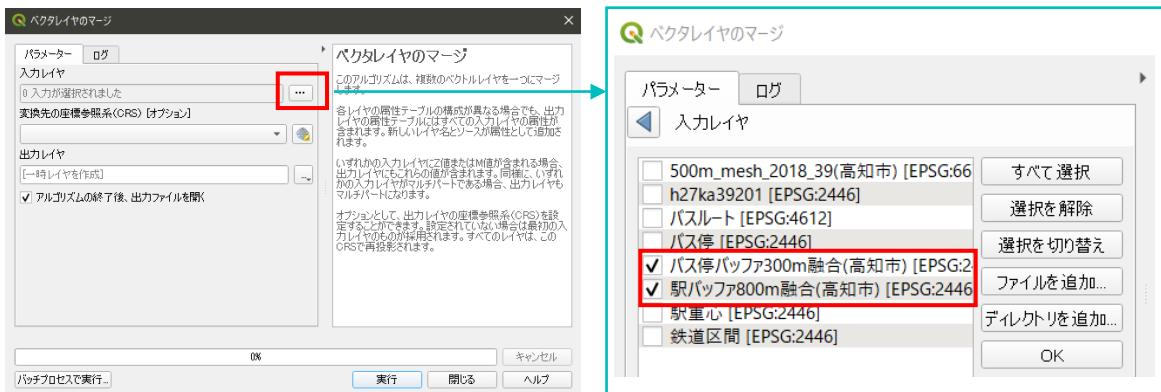 ベクタレイヤのマージ
パラメーター ログ
入力レイヤ
0 入力が選択されました
...
変換先の座標参照系(CRS) [オプション]
出力レイヤ
[一時レイヤを作成]
...
アルゴリズムの終了後、出力ファイルを開く
ベクタレイヤのマージ
このアルゴリズムは、複数のベクトルレイヤを一つにマージ
します。
各レイヤの属性テーブルの構成が異なる場合でも、出力
レイヤの属性テーブルにはすべての入力レイヤの属性が
含まれます。新しいレイヤ名とソースが属性として追加さ
れます。
いずれかの入力レイヤにZ値またはM値が含まれる場合、
出力レイヤにもこれらの値が含まれます。同様に、いずれ
かの入力レイヤがマルチパートである場合、出力レイヤも
マルチパートになります。
オプションとして、出力レイヤの座標参照系(CRS)を設
定することができます。設定されていない場合は最初の入
力レイヤのものが採用されます。すべてのレイヤは、この
CRSで再投影されます。
0%
キャンセル
バッチプロセスで実行...
実行
閉じる
ヘルプ
ベクタレイヤのマージ
パラメーター ログ
入力レイヤ
500m_mesh_2018_39(高知市) [EPSG:66
h27ka39201 [EPSG:2446]
バスルート [EPSG:4612]
バス停 [EPSG:2446]
バス停バッファ300m融合(高知市) [EPSG:2
駅バッファ800m融合(高知市) [EPSG:2446
駅重心 [EPSG:2446]
鉄道区間 [EPSG:2446]
すべて選択
選択を解除
選択を切り替え
ファイルを追加...
ディレクトリを追加...
OK